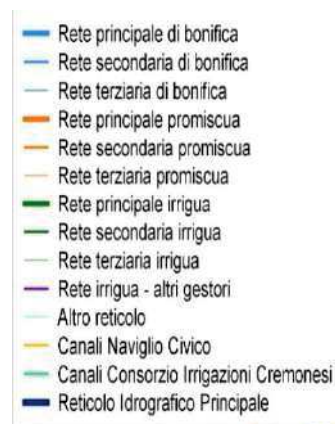 Rete principale di bonifica
Rete secondaria di bonifica
Rete terziaria di bonifica
Rete principale promiscua
Rete secondaria promiscua
Rete terziaria promiscua
Rete principale irrigua
Rete secondaria irrigua
Rete terziaria irrigua
Rete irrigua - altri gestori
Altro reticolo
Canali Naviglio Civico
Canali Consorzio Irrigazioni Cremonesi
Reticolo Idrografico Principale